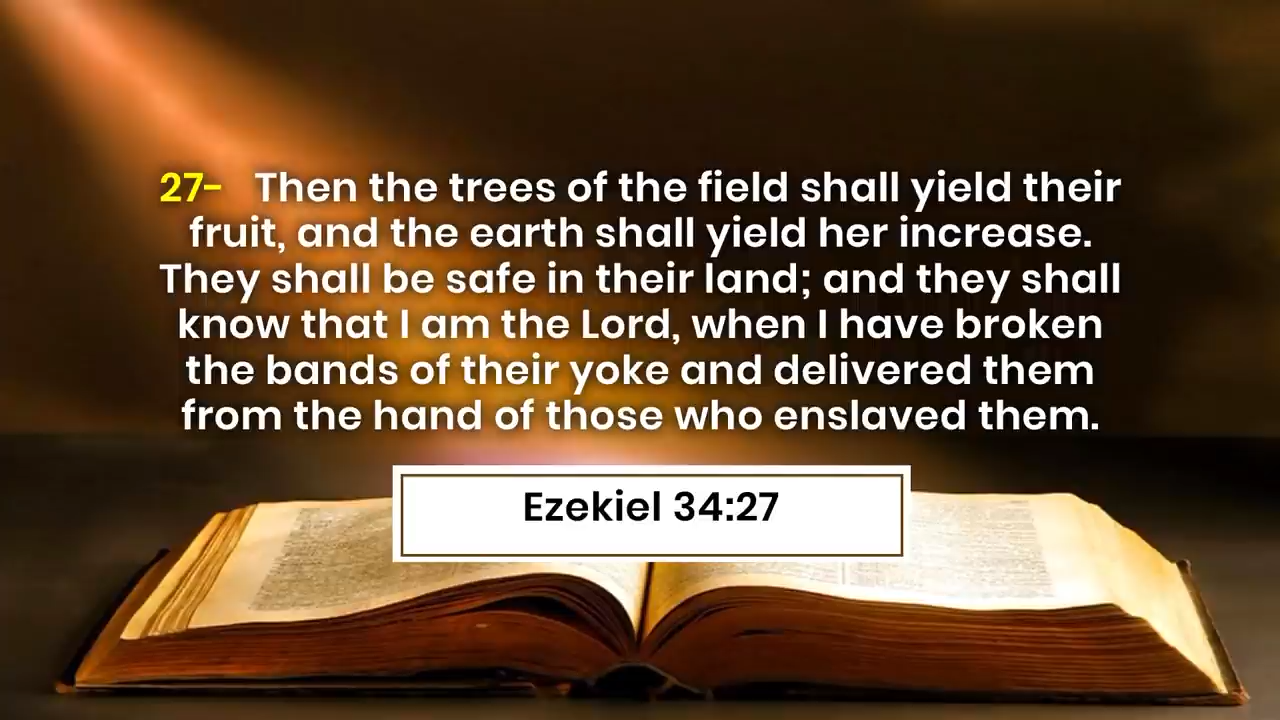 27- Then the trees of the field shall yield their
fruit, and the earth shall yield her increase.
They shall be safe in their land; and they shall
know that I am the Lord, when I have broken
the bands of their yoke and delivered them
from the hand of those who enslaved them.
Ezekiel 34:27